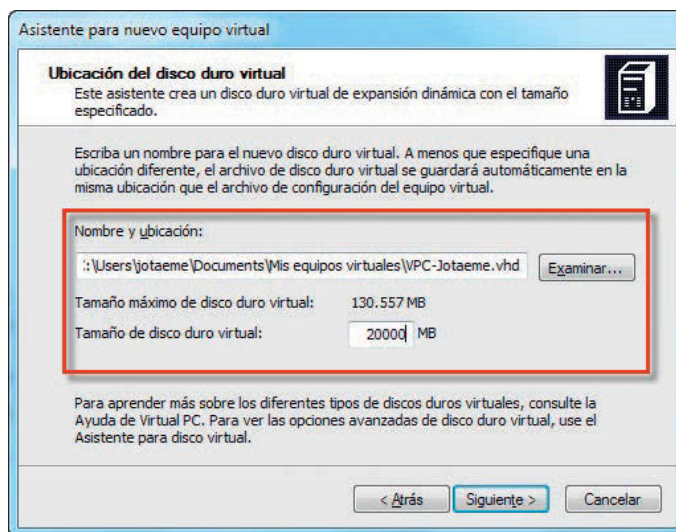 Asistente para nuevo equipo virtual
Ubicación del disco duro virtual
Este asistente crea un disco duro virtual de expansión dinámica con el tamaño
especificado.
Escriba un nombre para el nuevo disco duro virtual. A menos que especifique una
ubicación diferente, el archivo de disco duro virtual se guardará automáticamente en la
misma ubicación que el archivo de configuración del equipo virtual.
Nombre y ubicación:
:\Users\jotaeme\Documents\Mis equipos virtuales\VPC-Jotaeme.vhd Examinar...
Tamaño máximo de disco duro virtual: 130.557 MB
Tamaño de disco duro virtual: 20000 MB
Para aprender más sobre los diferentes tipos de discos duros virtuales, consulte la
Ayuda de Virtual PC. Para ver las opciones avanzadas de disco duro virtual, use el
Asistente para disco virtual.
< Atrás Siguiente > Cancelar